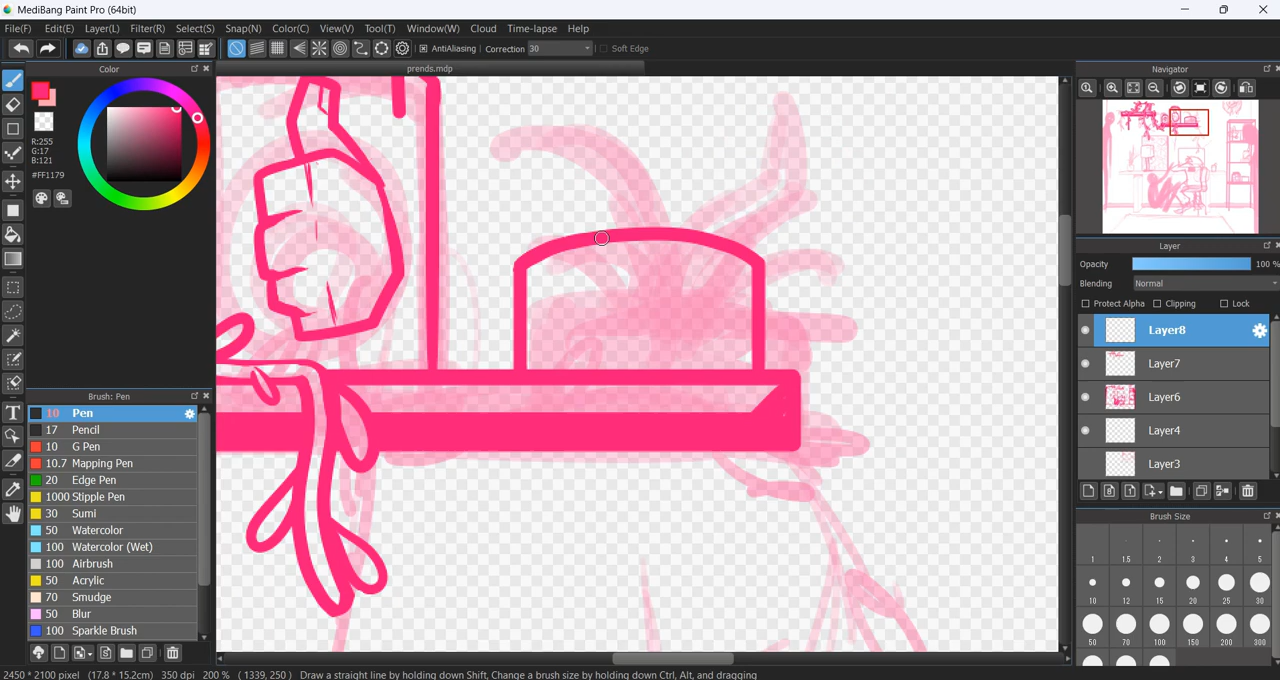 MediBang Paint Pro (64bit)
File(F) Edit(E) Layer(L) Filter(R) Select(S) Snap(N) Color(C) View(V) Tool(T) Window(W) Cloud Time-lapse Help
AntiAliasing Correction 30 Soft Edge
Color
prends.mdp
Navigator
R:255
G:17
B:121
#FF1179
Layer
Opacity 100 %
Blending Normal
Protect Alpha Clipping Lock
Layer8
Layer7
Layer6
Layer4
Layer3
Brush: Pen
10 Pen
17 Pencil
10 G Pen
10.7 Mapping Pen
20 Edge Pen
1000 Stipple Pen
30 Sumi
50 Watercolor
100 Watercolor (Wet)
100 Airbrush
50 Acrylic
70 Smudge
50 Blur
100 Sparkle Brush
Brush Size
1 1.5 2 3 4 5
10 12 15 20 25 30
50 70 100 150 200 300
2450 * 2100 pixel (17.8 * 15.2cm) 350 dpi 200 % ( 1339, 250 ) Draw a straight line by holding down Shift, Change a brush size by holding down Ctrl, Alt, and dragging